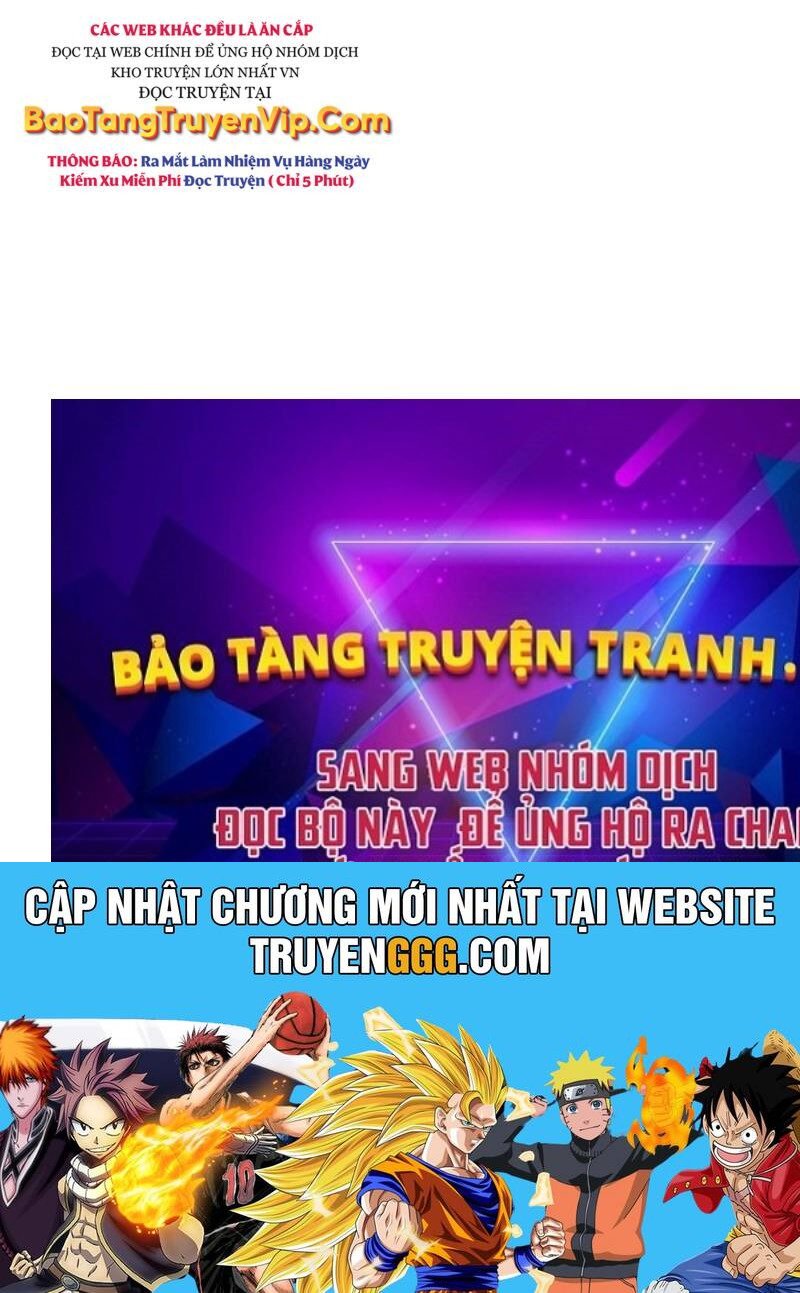 CÁC WEB KHÁC ĐỀU LÀ ĂN CẮP
ĐỌC TẠI WEB CHÍNH ĐỂ ỦNG HỘ NHÓM DỊCH
KHO TRUYỆN LỚN NHẤT VN
ĐỌC TRUYỆN TẠI
BaoTangTruyenVip.Com
THÔNG BÁO: Ra Mắt Làm Nhiệm Vụ Hàng Ngày
Kiếm Xu Miễn Phí Đọc Truyện ( Chỉ 5 Phút)
BẢO TÀNG TRUYỆN TRANH.
SANG WEB NHÓM DỊCH
ĐỌC BỘ NÀY ĐỂ ỦNG HỘ RA CHA
CẬP NHẬT CHƯƠNG MỚI NHẤT TẠI WEBSITE
TRUYENGGG.COM
10